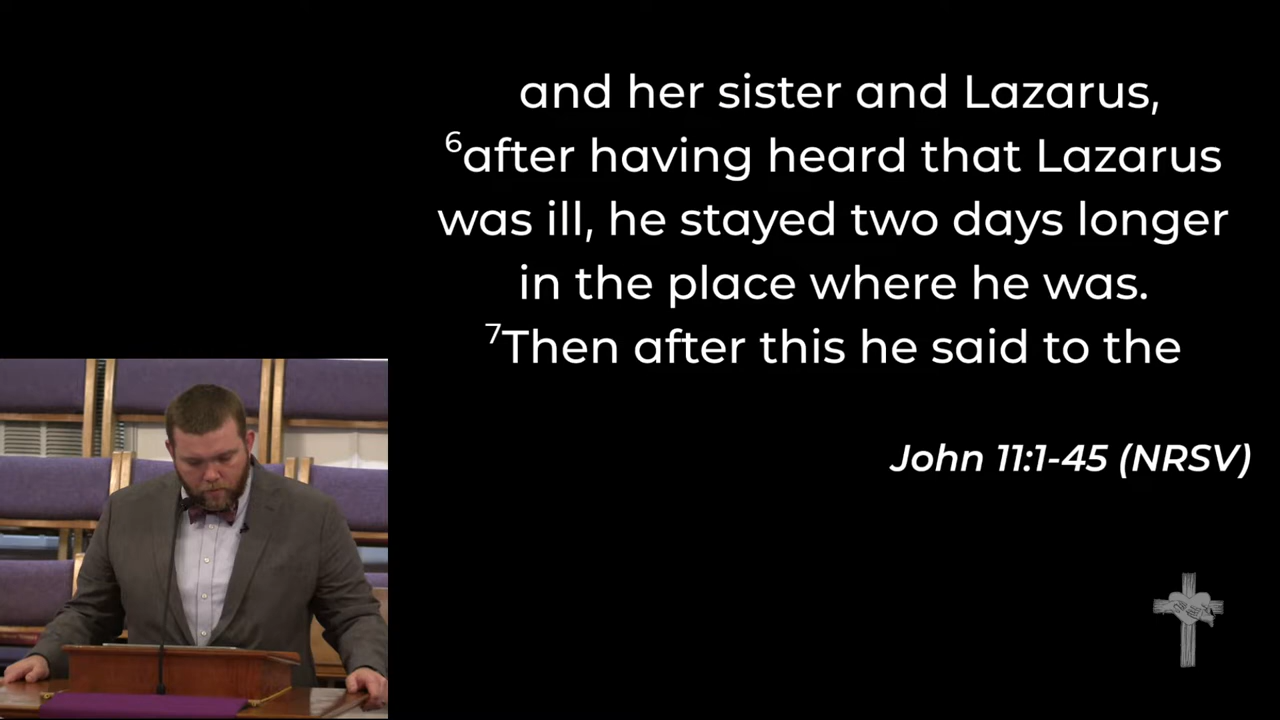 and her sister and Lazarus,
⁶after having heard that Lazarus
was ill, he stayed two days longer
in the place where he was.
⁷Then after this he said to the
John 11:1-45 (NRSV)